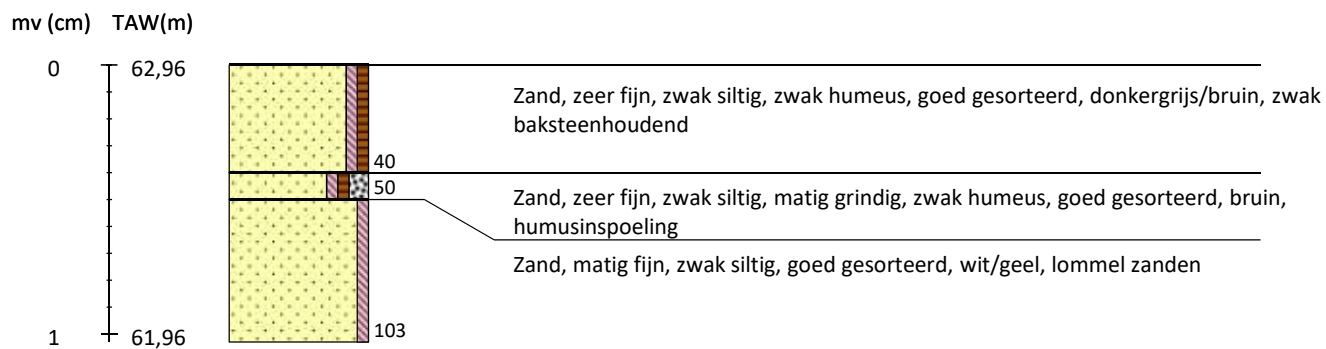 mv (cm) TAW(m)
0 62,96
Zand, zeer fijn, zwak siltig, zwak humeus, goed gesorteerd, donkergrijs/bruin, zwak
baksteenhoudend
40
50
Zand, zeer fijn, zwak siltig, matig grindig, zwak humeus, goed gesorteerd, bruin,
humusinspoeling
Zand, matig fijn, zwak siltig, goed gesorteerd, wit/geel, lommel zanden
103
1 61,96